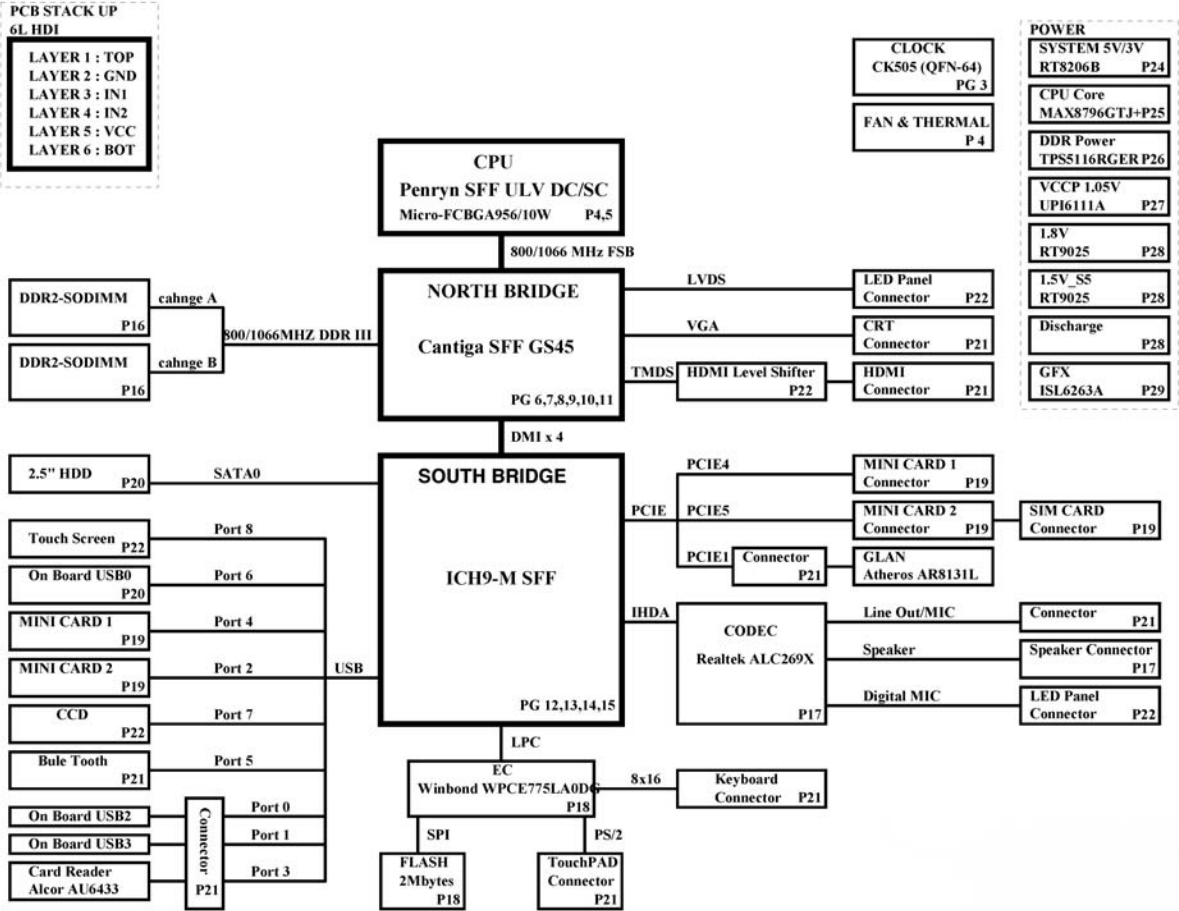 PCB STACK UP
6L HDI
LAYER 1 : TOP
LAYER 2 : GND
LAYER 3 : IN1
LAYER 4 : IN2
LAYER 5 : VCC
LAYER 6 : BOT
CLOCK
CK505 (QFN-64)
PG 3
FAN & THERMAL
P 4
POWER
SYSTEM 5V/3V
RT8206B P24
CPU Core
MAX8796GTJ+P25
DDR Power
TPS5116RGER P26
VCCP 1.05V
UPI6111A P27
1.8V
RT9025 P28
1.5V_S5
RT9025 P28
Discharge
P28
GFX
ISL6263A P29
CPU
Penryn SFF ULV DC/SC
Micro-FCBGA956/10W P4,5
800/1066 MHz FSB
NORTH BRIDGE
Cantiga SFF GS45
PG 6,7,8,9,10,11
DDR2-SODIMM
P16
cahnge A
DDR2-SODIMM
P16
cahnge B
800/1066MHZ DDR III
LVDS
LED Panel
Connector P22
VGA
CRT
Connector P21
TMDS
HDMI Level Shifter
P22
HDMI
Connector P21
DMI x 4
SOUTH BRIDGE
ICH9-M SFF
PG 12,13,14,15
2.5" HDD
P20
SATA0
Touch Screen
P22
Port 8
On Board USB0
P20
Port 6
MINI CARD 1
P19
Port 4
MINI CARD 2
P19
Port 2
USB
CCD
P22
Port 7
Bule Tooth
P21
Port 5
On Board USB2
On Board USB3
Card Reader
Alcor AU6433
Connector
P21
Port 0
Port 1
Port 3
PCIE
PCIE4
MINI CARD 1
Connector P19
PCIE5
MINI CARD 2
Connector P19
SIM CARD
Connector P19
PCIE1
Connector
P21
GLAN
Atheros AR8131L
IHDA
CODEC
Realtek ALC269X
P17
Line Out/MIC
Connector
P21
Speaker
Speaker Connector
P17
Digital MIC
LED Panel
Connector P22
LPC
EC
Winbond WPCE775LA0DG
P18
8x16
Keyboard
Connector P21
SPI
FLASH
2Mbytes
P18
PS/2
TouchPAD
Connector
P21